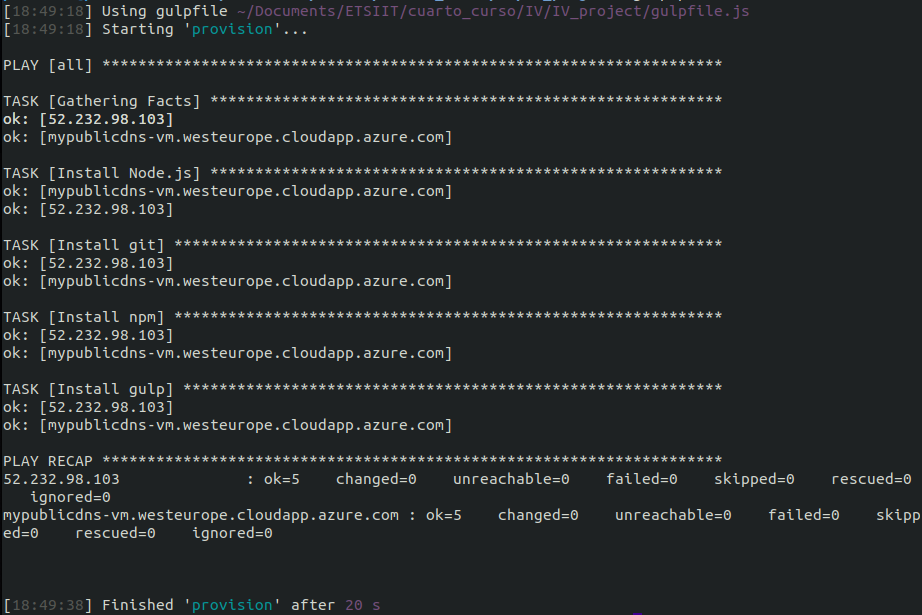 [18:49:18] Using gulpfile ~/Documents/ETSIIT/cuarto_curso/IV/IV_project/gulpfile.js
[18:49:18] Starting 'provision'...
PLAY [all] *********************************************************************
TASK [Gathering Facts] *********************************************************
ok: [52.232.98.103]
ok: [mypublicdns-vm.westeurope.cloudapp.azure.com]
TASK [Install Node.js] *********************************************************
ok: [mypublicdns-vm.westeurope.cloudapp.azure.com]
ok: [52.232.98.103]
TASK [Install git] *************************************************************
ok: [52.232.98.103]
ok: [mypublicdns-vm.westeurope.cloudapp.azure.com]
TASK [Install npm] *************************************************************
ok: [52.232.98.103]
ok: [mypublicdns-vm.westeurope.cloudapp.azure.com]
TASK [Install gulp] ************************************************************
ok: [52.232.98.103]
ok: [mypublicdns-vm.westeurope.cloudapp.azure.com]
PLAY RECAP *********************************************************************
52.232.98.103              : ok=5    changed=0    unreachable=0    failed=0    skipped=0    rescued=0
   ignored=0
mypublicdns-vm.westeurope.cloudapp.azure.com : ok=5    changed=0    unreachable=0    failed=0    skipp
ed=0    rescued=0    ignored=0
[18:49:38] Finished 'provision' after 20 s